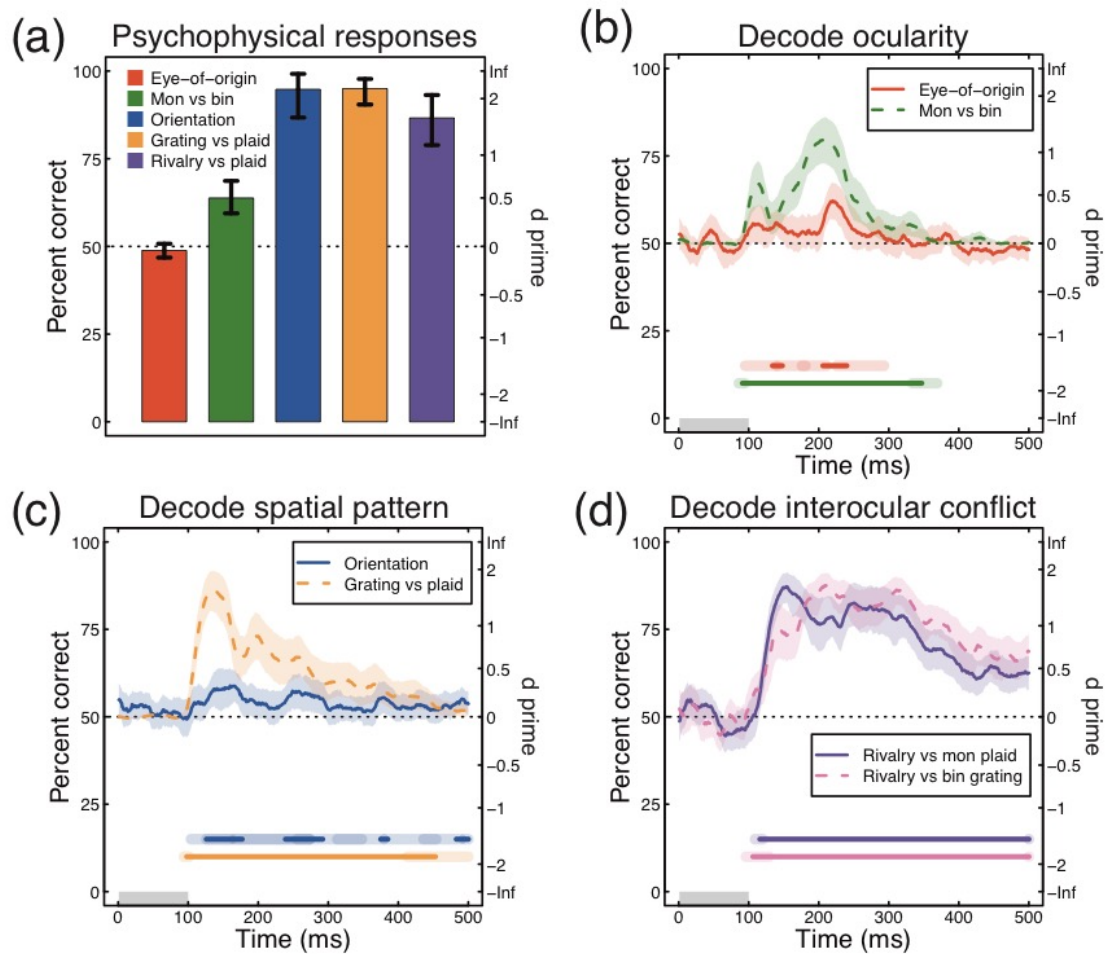 (a)
Psychophysical responses
Percent correct
100
75
50
25
0
Eye−of−origin
Mon vs bin
Orientation
Grating vs plaid
Rivalry vs plaid
Inf
2
1
0.5
0
−0.5
−1
−2
−Inf
d prime
(b)
Decode ocularity
Percent correct
100
75
50
25
0
Eye−of−origin
Mon vs bin
Inf
2
1
0.5
0
−0.5
−1
−2
−Inf
d prime
0 100 200 300 400 500
Time (ms)
(c)
Decode spatial pattern
Percent correct
100
75
50
25
0
Orientation
Grating vs plaid
Inf
2
1
0.5
0
−0.5
−1
−2
−Inf
d prime
0 100 200 300 400 500
Time (ms)
(d)
Decode interocular conflict
Percent correct
100
75
50
25
0
Rivalry vs mon plaid
Rivalry vs bin grating
Inf
2
1
0.5
0
−0.5
−1
−2
−Inf
d prime
0 100 200 300 400 500
Time (ms)